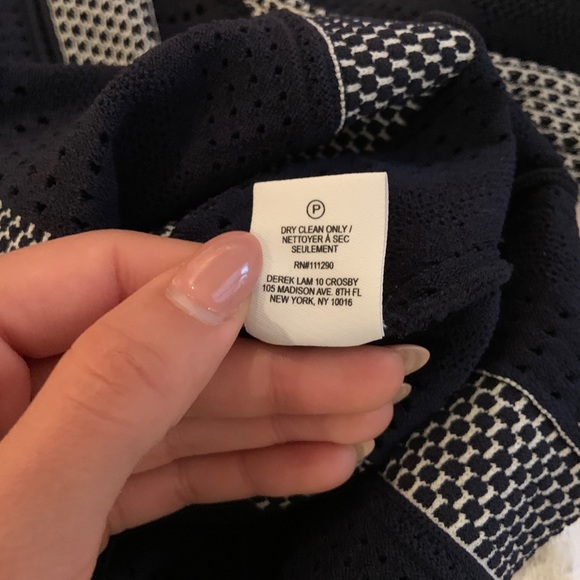 P
DRY CLEAN ONLY /
NETTOYER À SEC
SEULEMENT
RN#111290
DEREK LAM 10 CROSBY
105 MADISON AVE. 8TH FL
NEW YORK, NY 10016